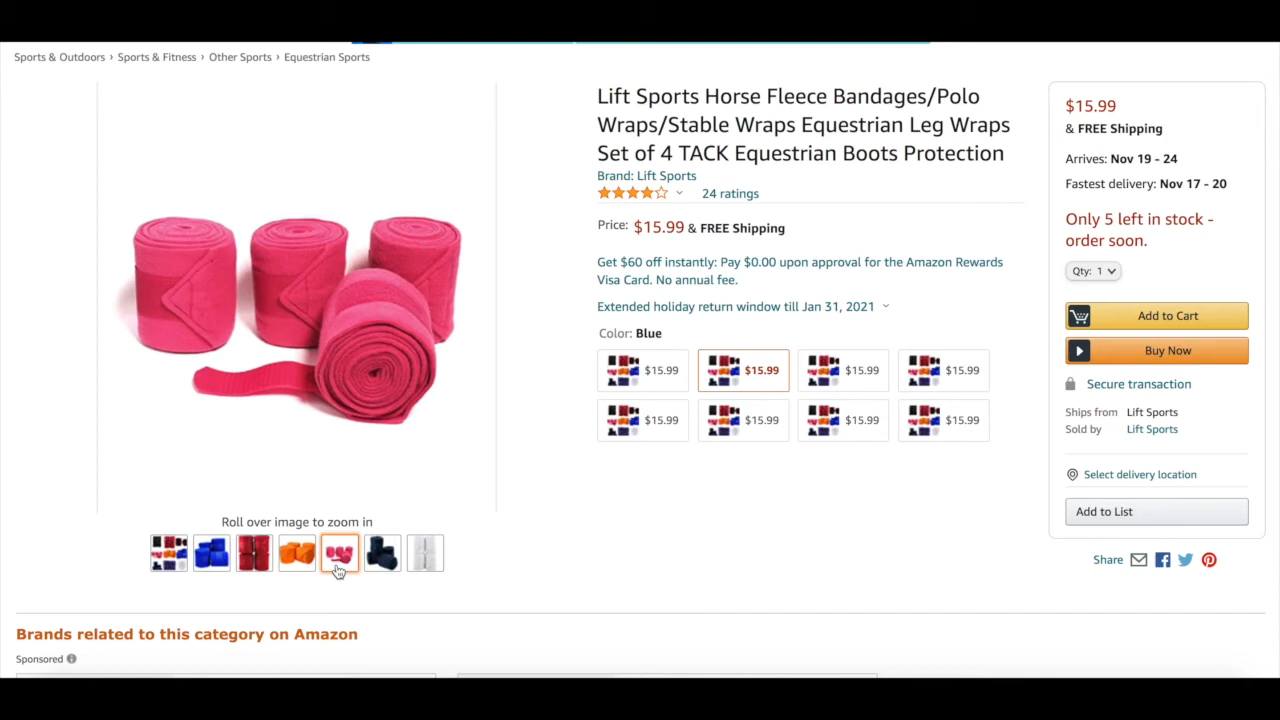 Sports & Outdoors › Sports & Fitness › Other Sports › Equestrian Sports
Lift Sports Horse Fleece Bandages/Polo
Wraps/Stable Wraps Equestrian Leg Wraps
Set of 4 TACK Equestrian Boots Protection
Brand: Lift Sports
24 ratings
Price: $15.99 & FREE Shipping
Get $60 off instantly: Pay $0.00 upon approval for the Amazon Rewards
Visa Card. No annual fee.
Extended holiday return window till Jan 31, 2021
Color: Blue
$15.99 $15.99 $15.99 $15.99
$15.99 $15.99 $15.99 $15.99
Roll over image to zoom in
$15.99
& FREE Shipping
Arrives: Nov 19 - 24
Fastest delivery: Nov 17 - 20
Only 5 left in stock -
order soon.
Qty: 1
Add to Cart
Buy Now
Secure transaction
Ships from Lift Sports
Sold by Lift Sports
Select delivery location
Add to List
Share
Brands related to this category on Amazon
Sponsored